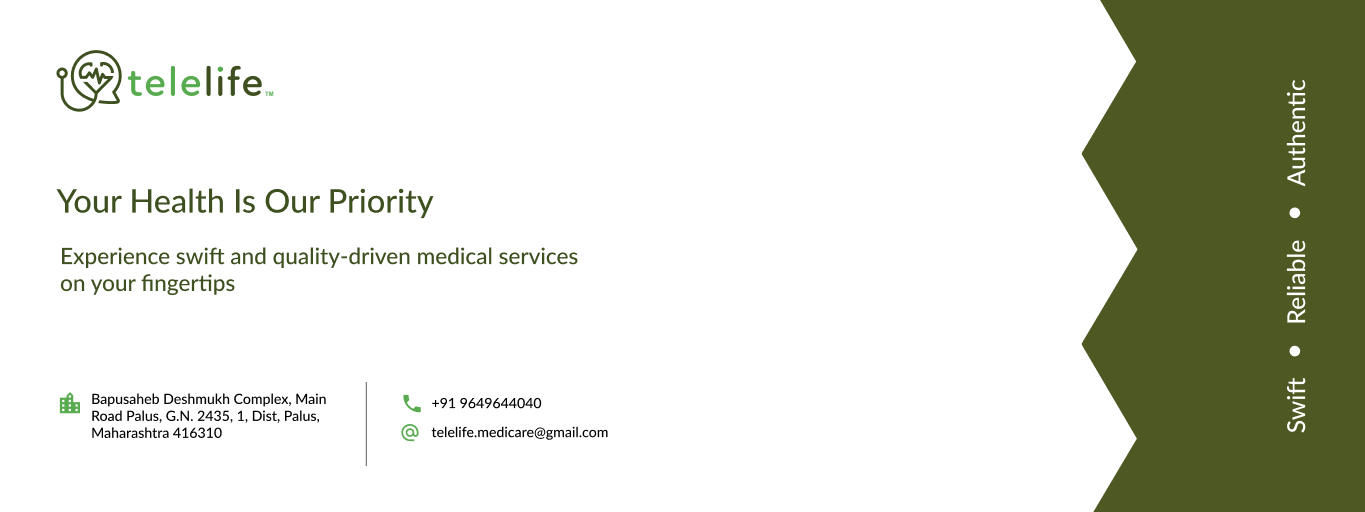 telelife™
Your Health Is Our Priority
Experience swift and quality-driven medical services
on your fingertips
Bapusaheb Deshmukh Complex, Main
Road Palus, G.N. 2435, 1, Dist, Palus,
Maharashtra 416310
+91 9649644040
telelife.medicare@gmail.com
Swift • Reliable • Authentic